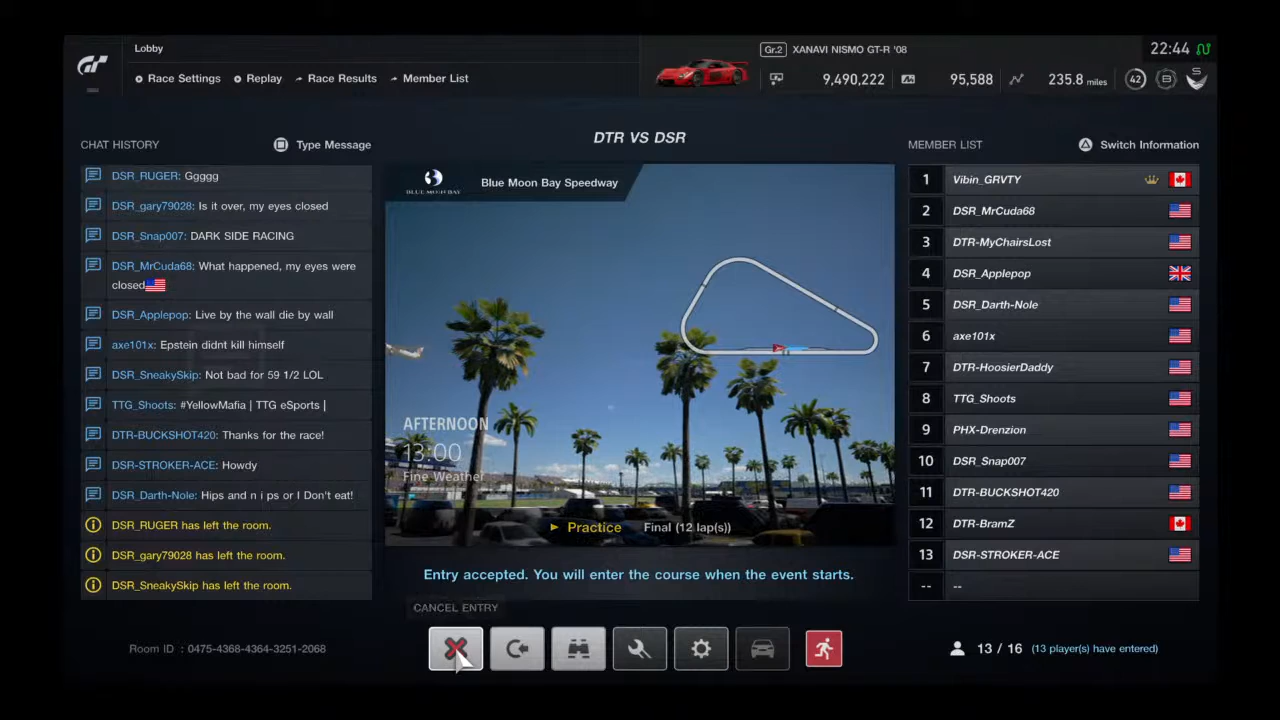 Lobby
Race Settings
Replay
Race Results
Member List
Gr.2 XANAVI NISMO GT-R '08
9,490,222
95,588
235.8 miles
42
B
S
22:44
CHAT HISTORY
Type Message
DSR_RUGER: Ggggg
DSR_gary79028: Is it over, my eyes closed
DSR_Snap007: DARK SIDE RACING
DSR_MrCuda68: What happened, my eyes were
closed
DSR_Applepop: Live by the wall die by wall
axe101x: Epstein didnt kill himself
DSR_SneakySkip: Not bad for 59 1/2 LOL
TTG_Shoots: #YellowMafia | TTG eSports |
DTR-BUCKSHOT420: Thanks for the race!
DSR-STROKER-ACE: Howdy
DSR_Darth-Nole: Hips and n i ps or I Don't eat!
DSR_RUGER has left the room.
DSR_gary79028 has left the room.
DSR_SneakySkip has left the room.
DTR VS DSR
BLUE MOON BAY
Blue Moon Bay Speedway
AFTERNOON
13:00
Fine Weather
Practice
Final (12 lap(s))
Entry accepted. You will enter the course when the event starts.
CANCEL ENTRY
MEMBER LIST
Switch Information
1 Vibin_GRVTY
2 DSR_MrCuda68
3 DTR-MyChairsLost
4 DSR_Applepop
5 DSR_Darth-Nole
6 axe101x
7 DTR-HoosierDaddy
8 TTG_Shoots
9 PHX-Drenzion
10 DSR_Snap007
11 DTR-BUCKSHOT420
12 DTR-BramZ
13 DSR-STROKER-ACE
-- --
Room ID : 0475-4368-4364-3251-2068
13 / 16 (13 player(s) have entered)